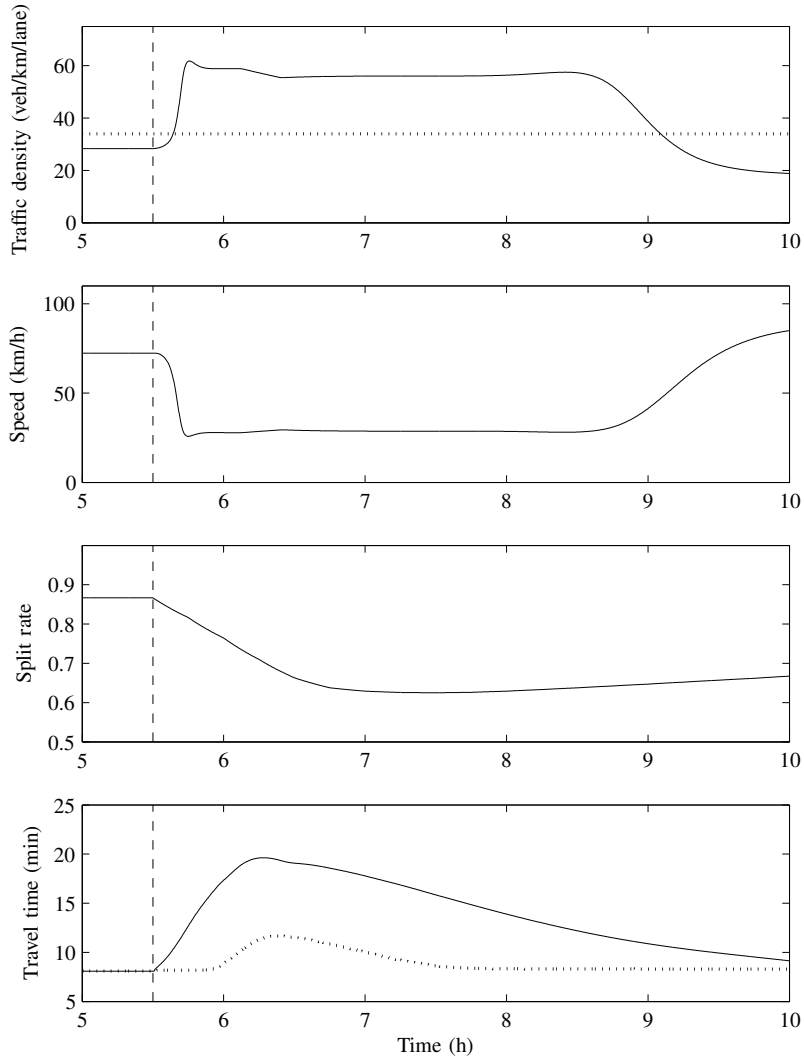 Traffic density (veh/km/lane)
60
40
20
0
5 6 7 8 9 10
Speed (km/h)
100
50
0
5 6 7 8 9 10
Split rate
0.9
0.8
0.7
0.6
0.5
5 6 7 8 9 10
Travel time (min)
25
20
15
10
5
5 6 7 8 9 10
Time (h)